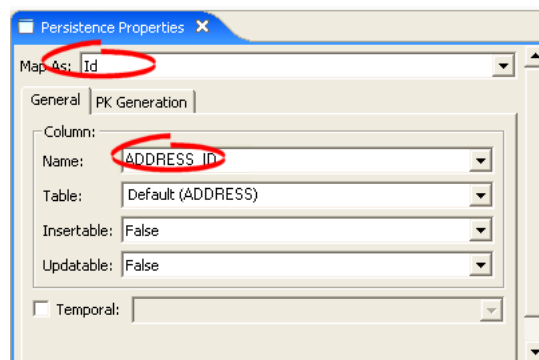 Persistence Properties
Map As: Id
General PK Generation
Column:
Name: ADDRESS_ID
Table: Default (ADDRESS)
Insertable: False
Updatable: False
Temporal: